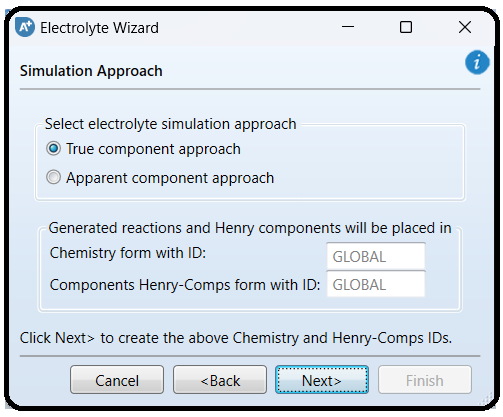 A+ Electrolyte Wizard
Simulation Approach
i
Select electrolyte simulation approach
True component approach
Apparent component approach
Generated reactions and Henry components will be placed in
Chemistry form with ID: GLOBAL
Components Henry-Comps form with ID: GLOBAL
Click Next> to create the above Chemistry and Henry-Comps IDs.
Cancel <Back Next> Finish